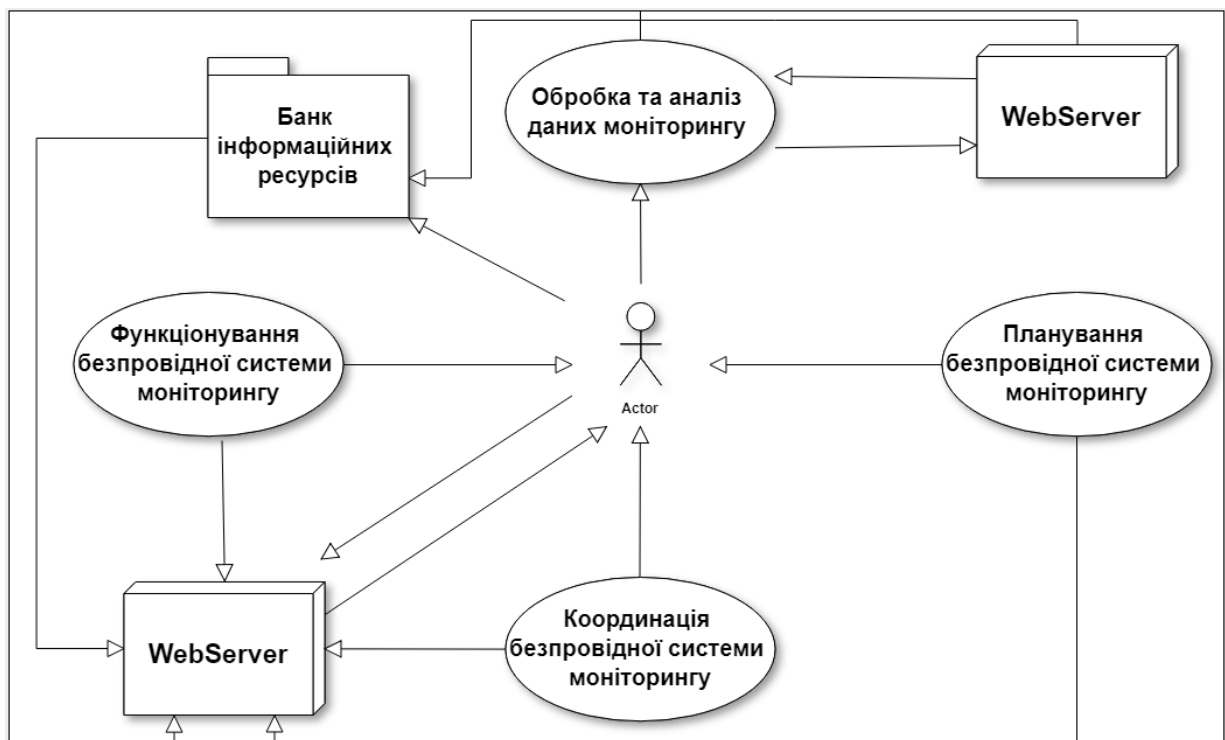 Банк
інформаційних
ресурсів
Обробка та аналіз
даних моніторингу
WebServer
Функціонування
безпровідної системи
моніторингу
Actor
Планування
безпровідної системи
моніторингу
WebServer
Координація
безпровідної системи
моніторингу